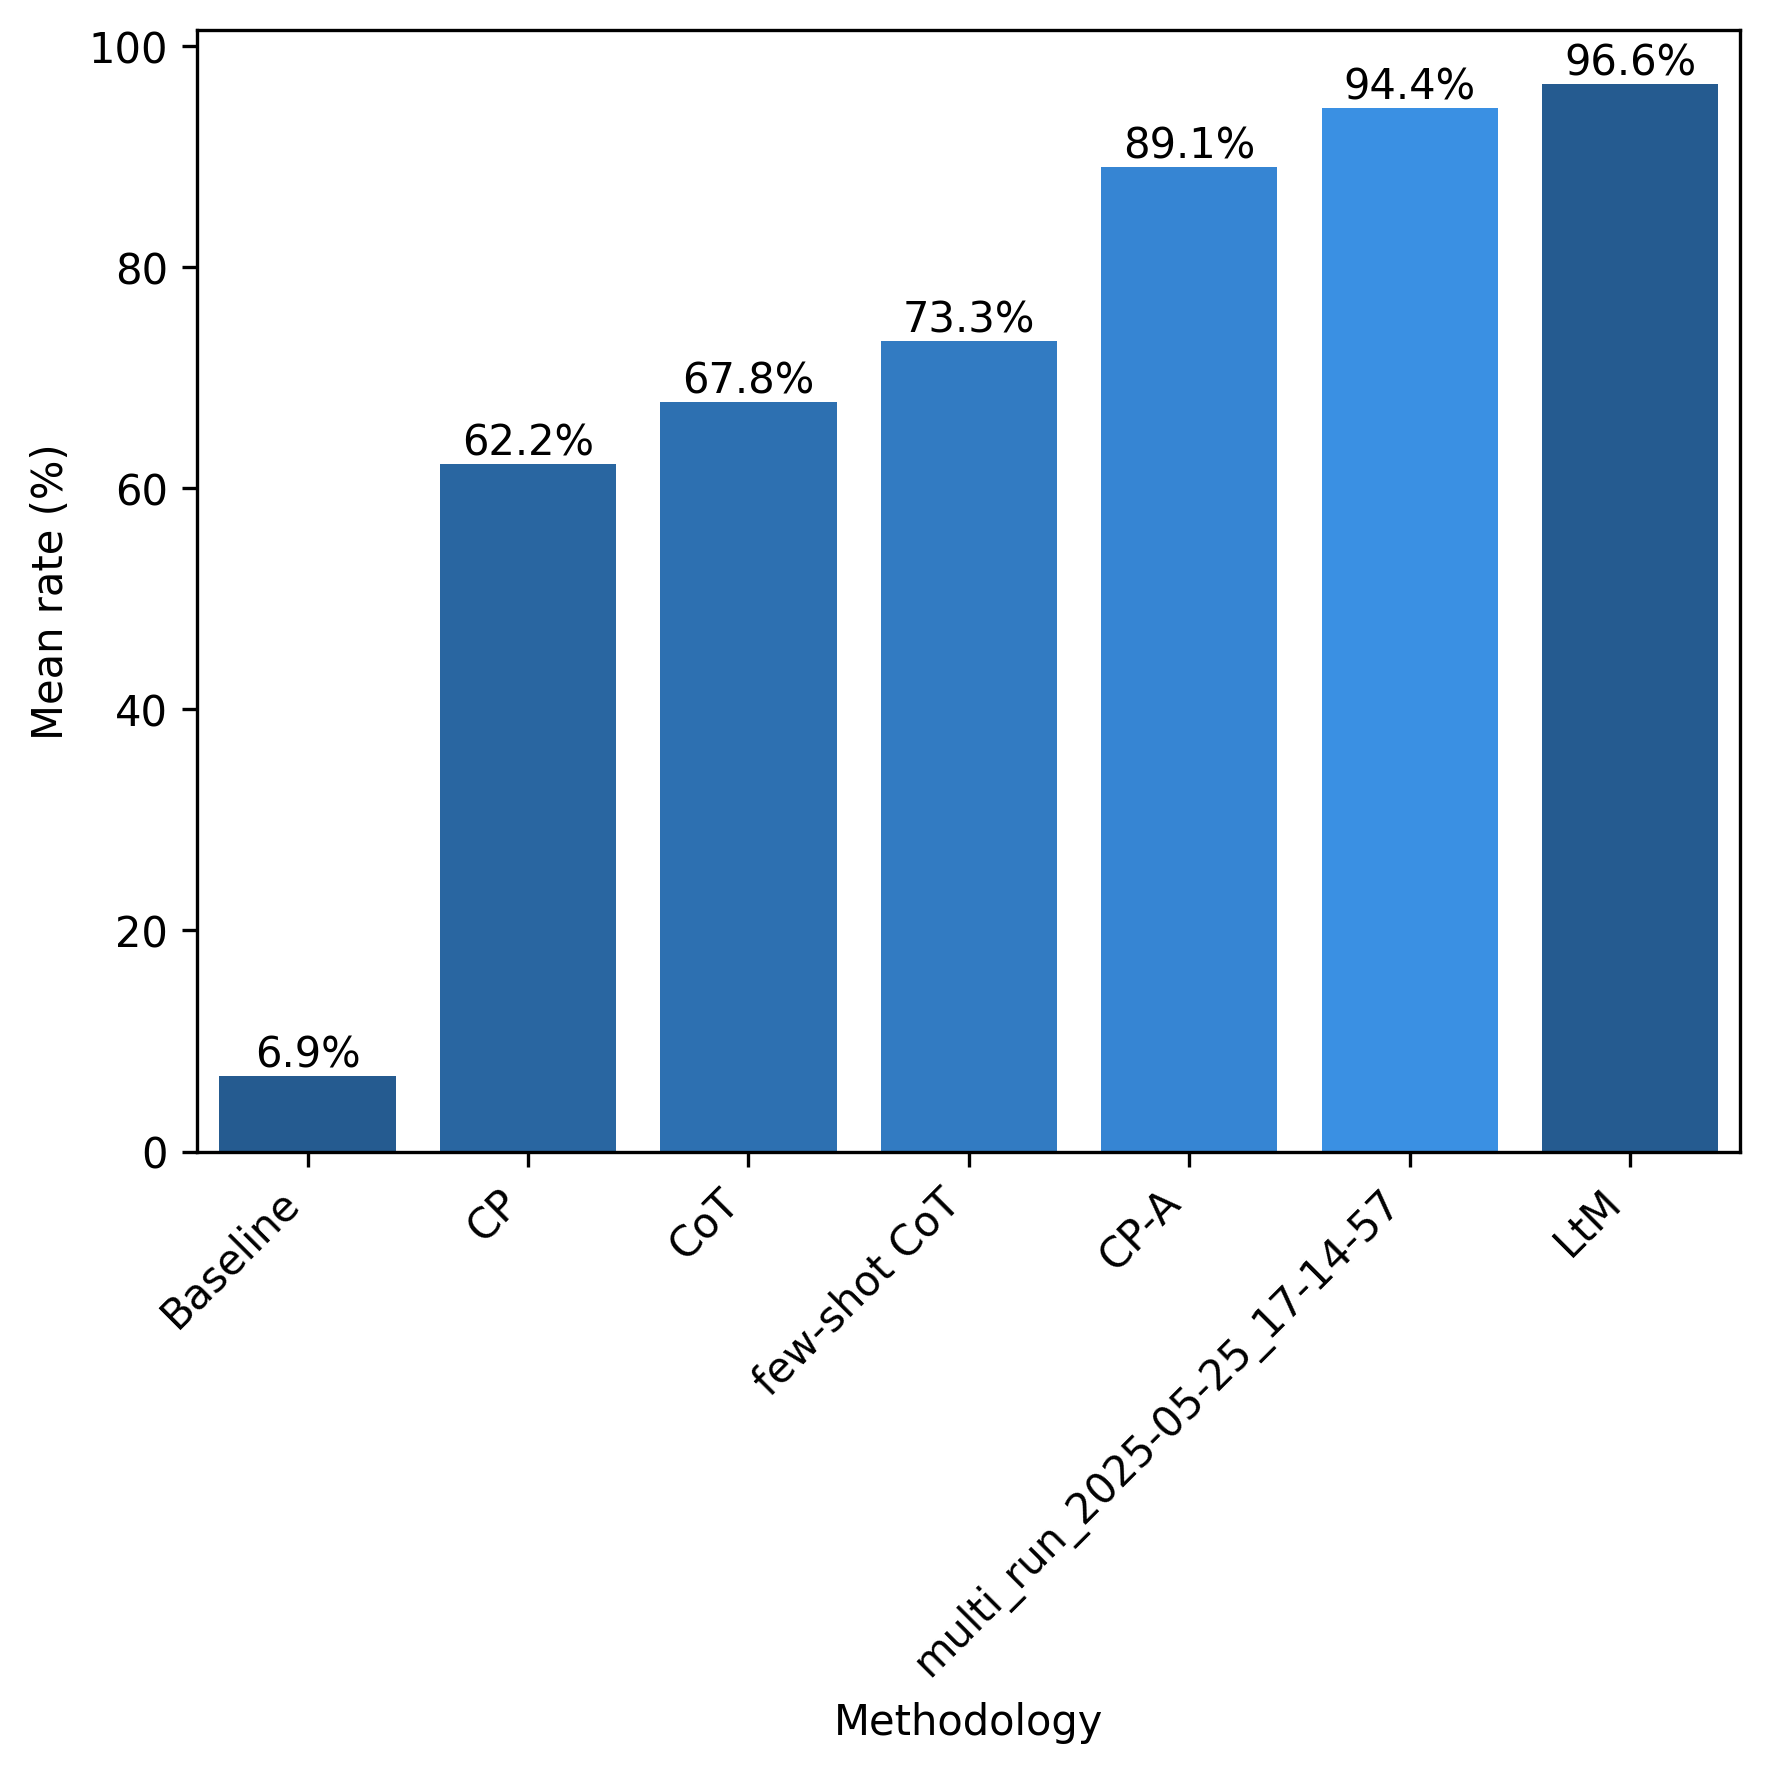 Mean rate (%)
100
80
60
40
20
0
6.9%
62.2%
67.8%
73.3%
89.1%
94.4%
96.6%
Baseline
CP
CoT
few-shot CoT
CP-A
multi_run_2025-05-25_17-14-57
LtM
Methodology